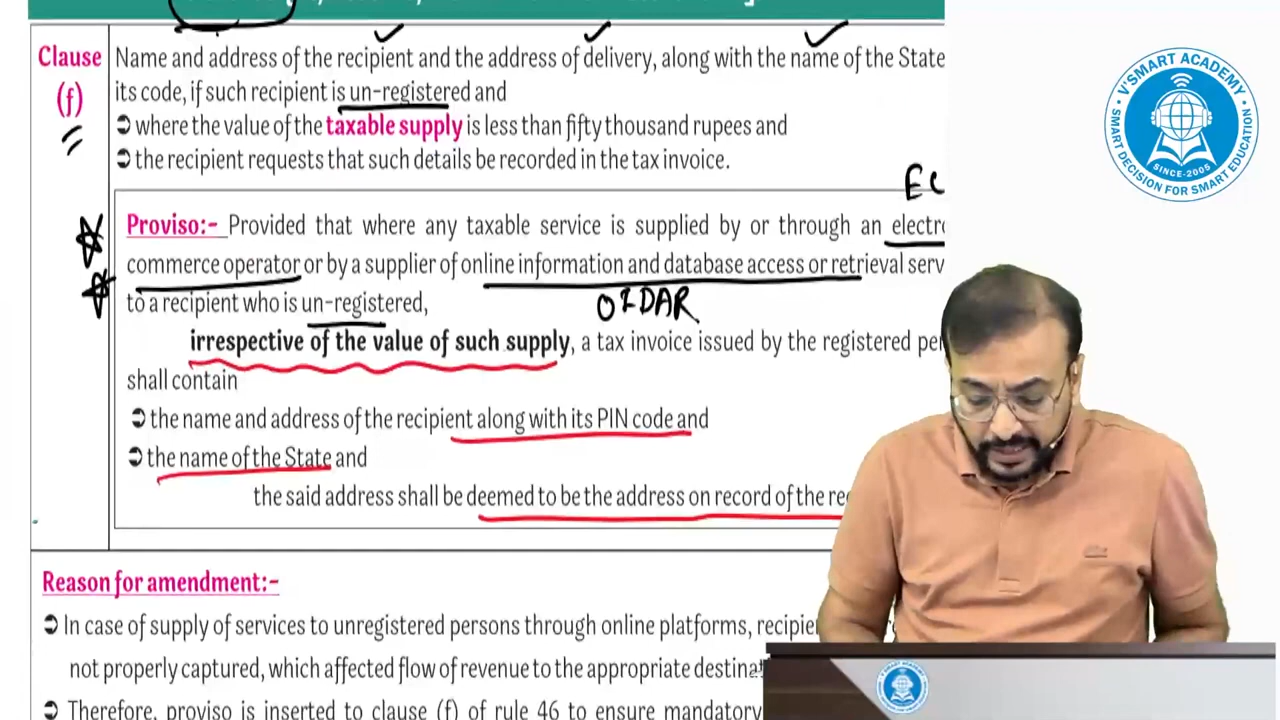 Clause
(f)
Name and address of the recipient and the address of delivery, along with the name of the State
its code, if such recipient is un-registered and
➲ where the value of the taxable supply is less than fifty thousand rupees and
➲ the recipient requests that such details be recorded in the tax invoice.
EC
Proviso:- Provided that where any taxable service is supplied by or through an electro
commerce operator or by a supplier of online information and database access or retrieval serv
to a recipient who is un-registered,
OIDAR
irrespective of the value of such supply, a tax invoice issued by the registered per
shall contain
➲ the name and address of the recipient along with its PIN code and
➲ the name of the State and
the said address shall be deemed to be the address on record of the rec
Reason for amendment:-
➲ In case of supply of services to unregistered persons through online platforms, recipie
not properly captured, which affected flow of revenue to the appropriate destinat
➲ Therefore, proviso is inserted to clause (f) of rule 46 to ensure mandatory
V'SMART ACADEMY
SINCE-2005
SMART DECISION FOR SMART EDUCATION